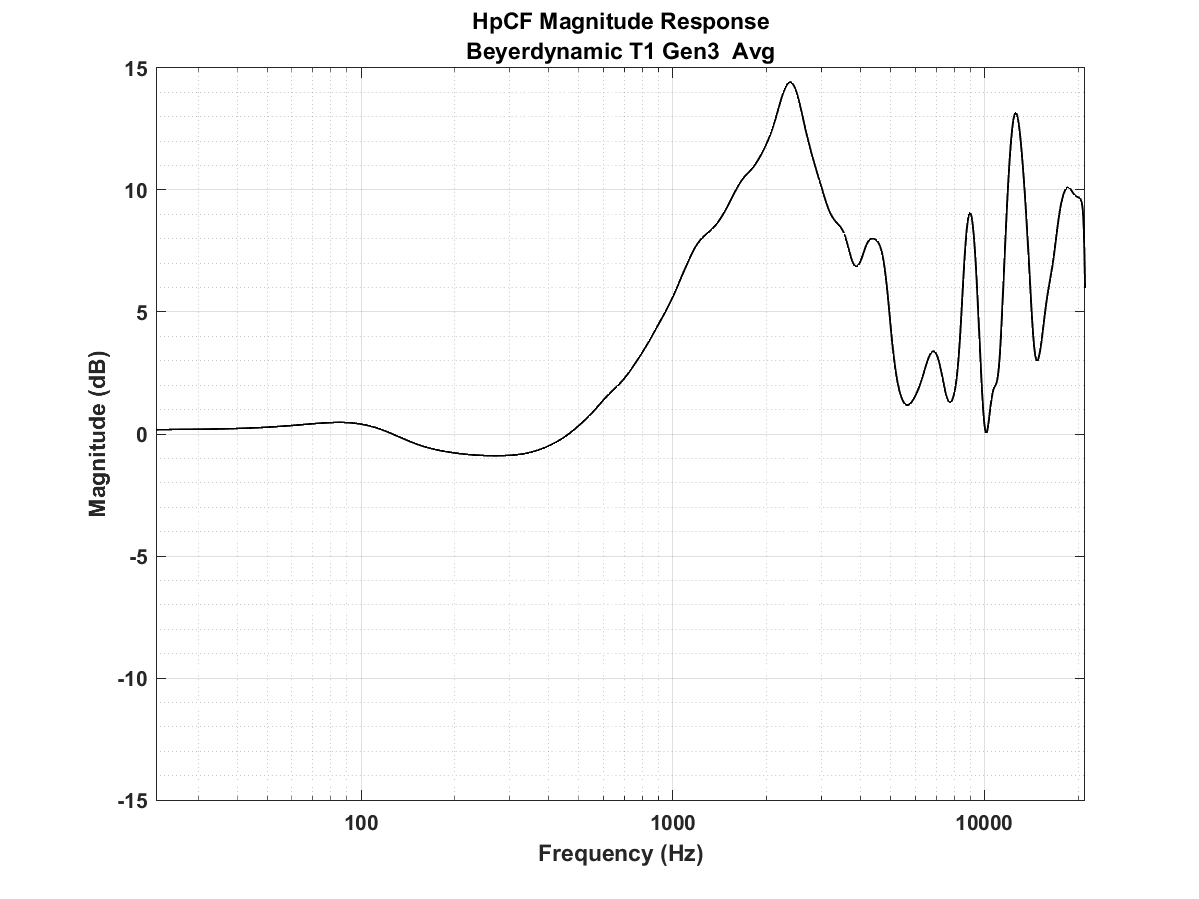 HpCF Magnitude Response
Beyerdynamic T1 Gen3  Avg
15
10
5
0
-5
-10
-15
Magnitude (dB)
100 1000 10000
Frequency (Hz)